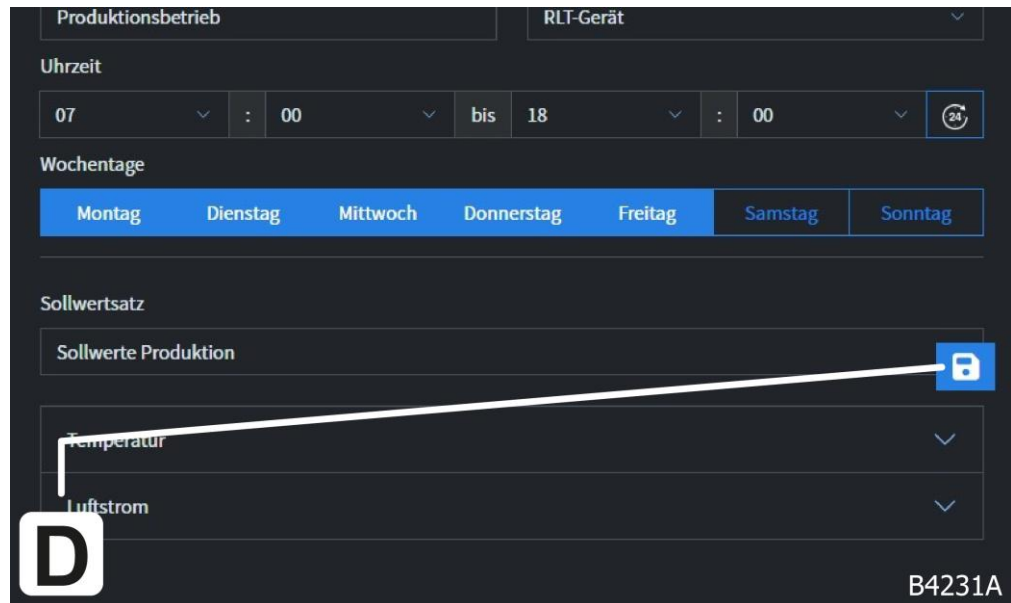 Produktionsbetrieb RLT-Gerät
Uhrzeit
07 : 00 bis 18 : 00 24
Wochentage
Montag Dienstag Mittwoch Donnerstag Freitag Samstag Sonntag
Sollwertsatz
Sollwerte Produktion
Temperatur
Luftstrom
D
B4231A